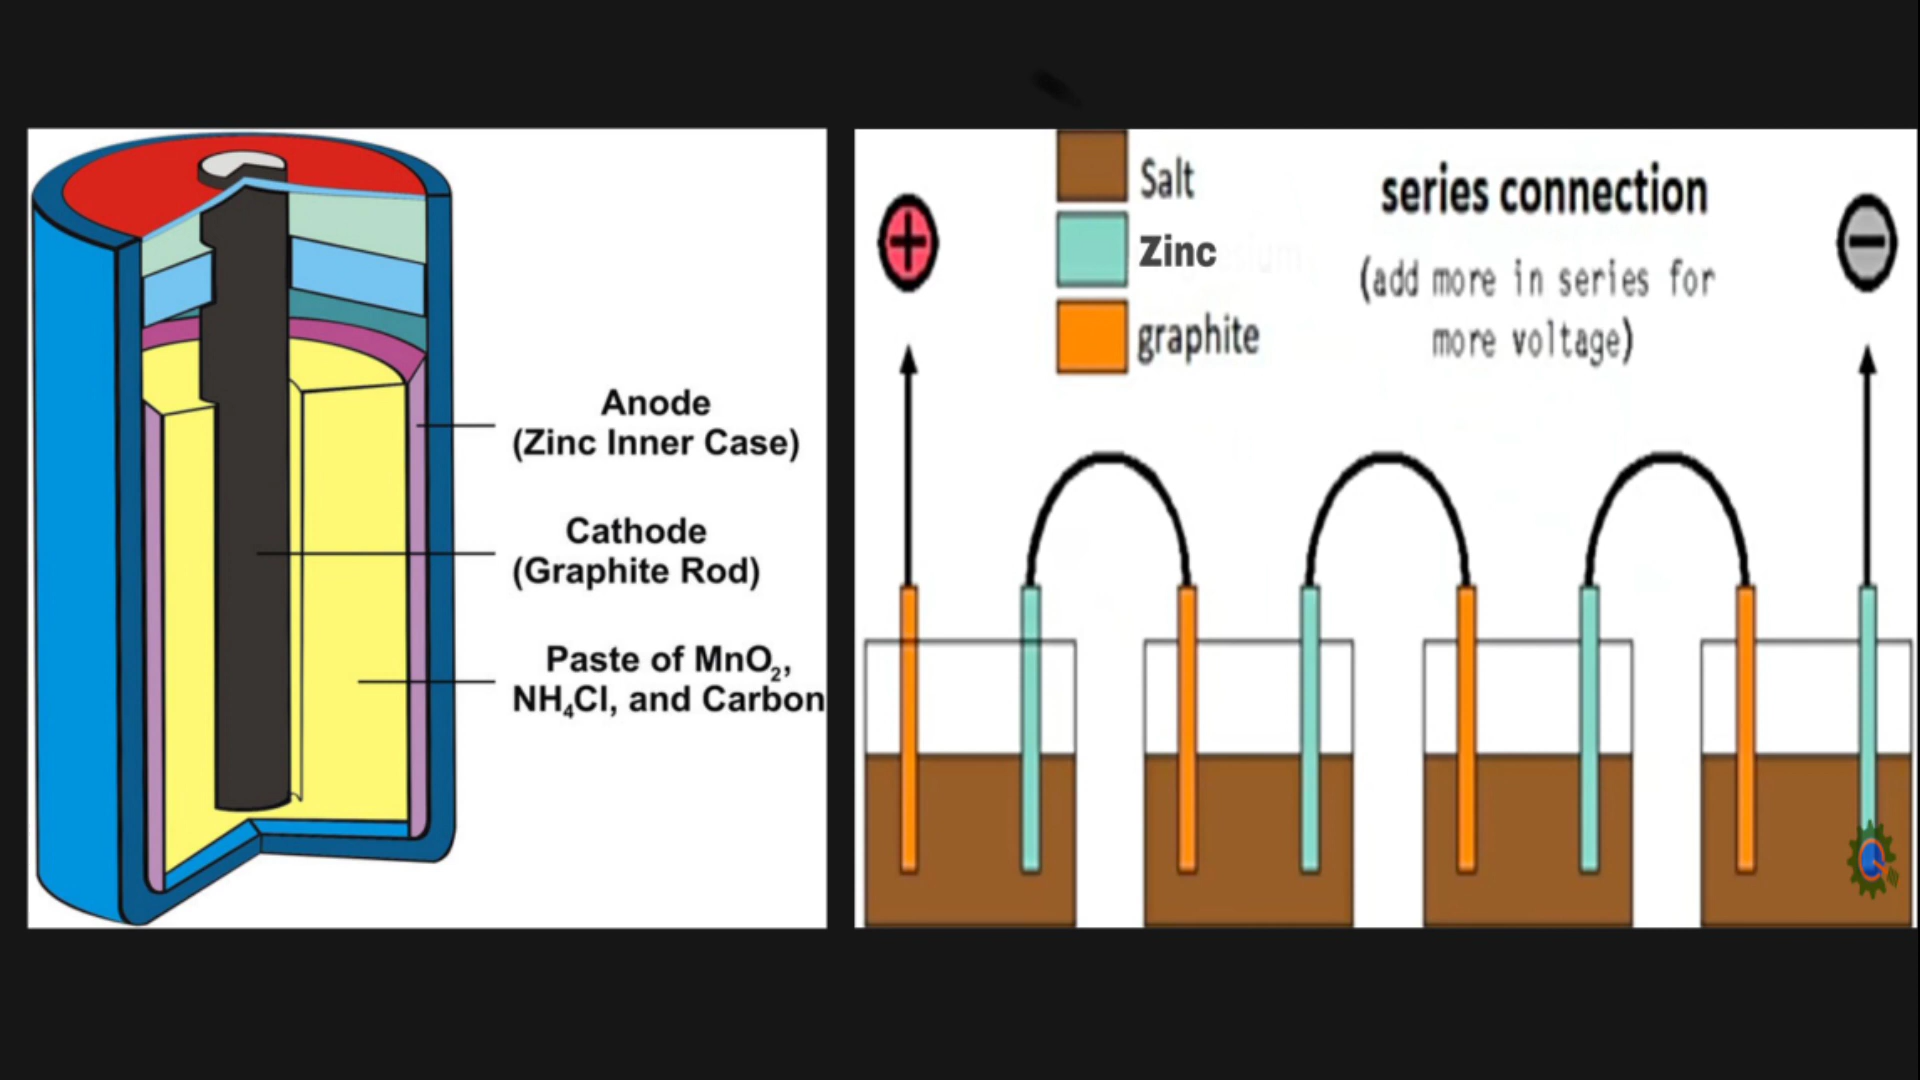 Anode
(Zinc Inner Case)
Cathode
(Graphite Rod)
Paste of MnO₂,
NH₄Cl, and Carbon
Salt
Zinc
graphite
series connection
(add more in series for
more voltage)
+
−